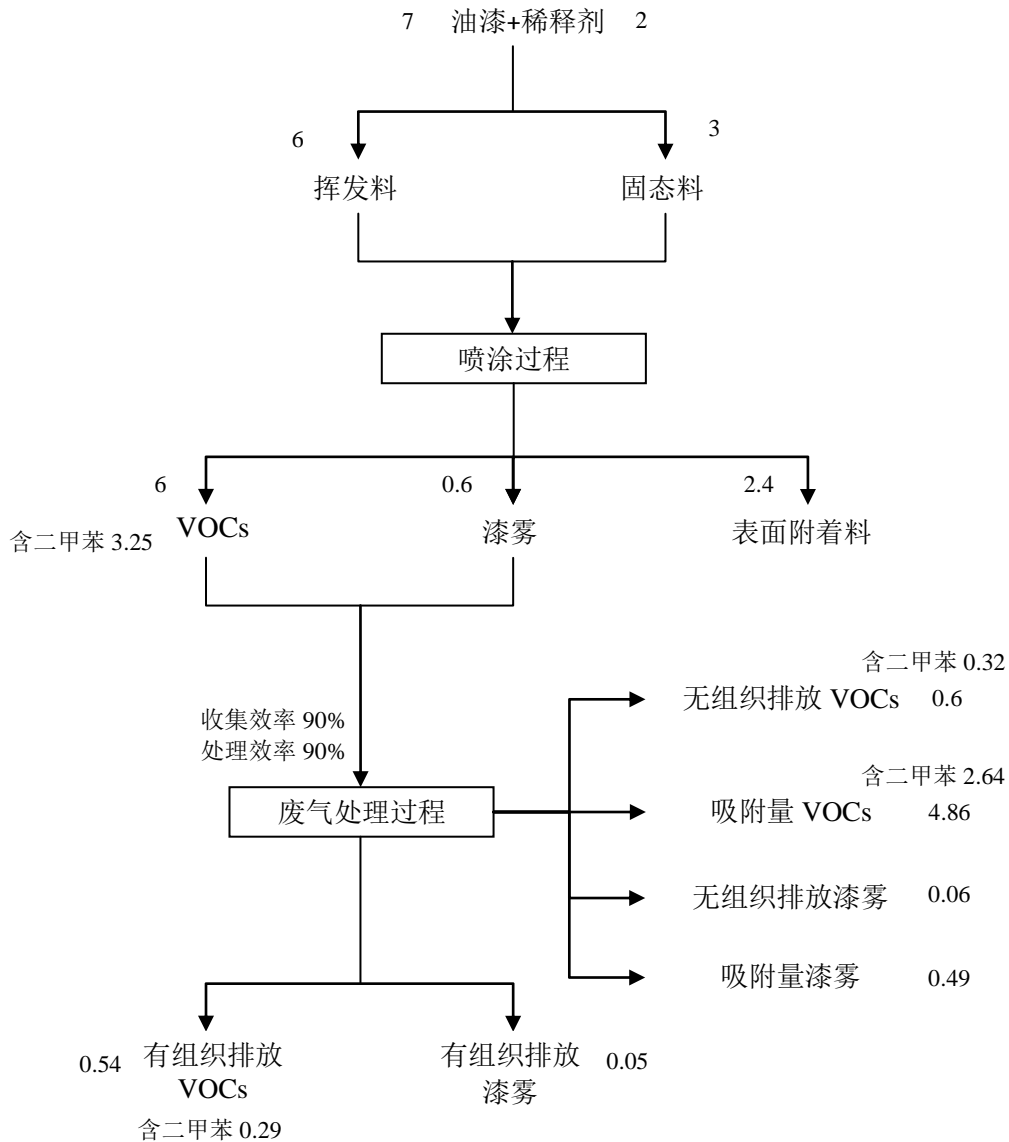 7 油漆+稀释剂 2
6
3
挥发料
固态料
喷涂过程
6
0.6
2.4
VOCs
漆雾
表面附着料
含二甲苯 3.25
含二甲苯 0.32
无组织排放 VOCs 0.6
收集效率 90%
处理效率 90%
含二甲苯 2.64
废气处理过程
吸附量 VOCs 4.86
无组织排放漆雾 0.06
吸附量漆雾 0.49
0.54 有组织排放
VOCs
含二甲苯 0.29
有组织排放 0.05
漆雾